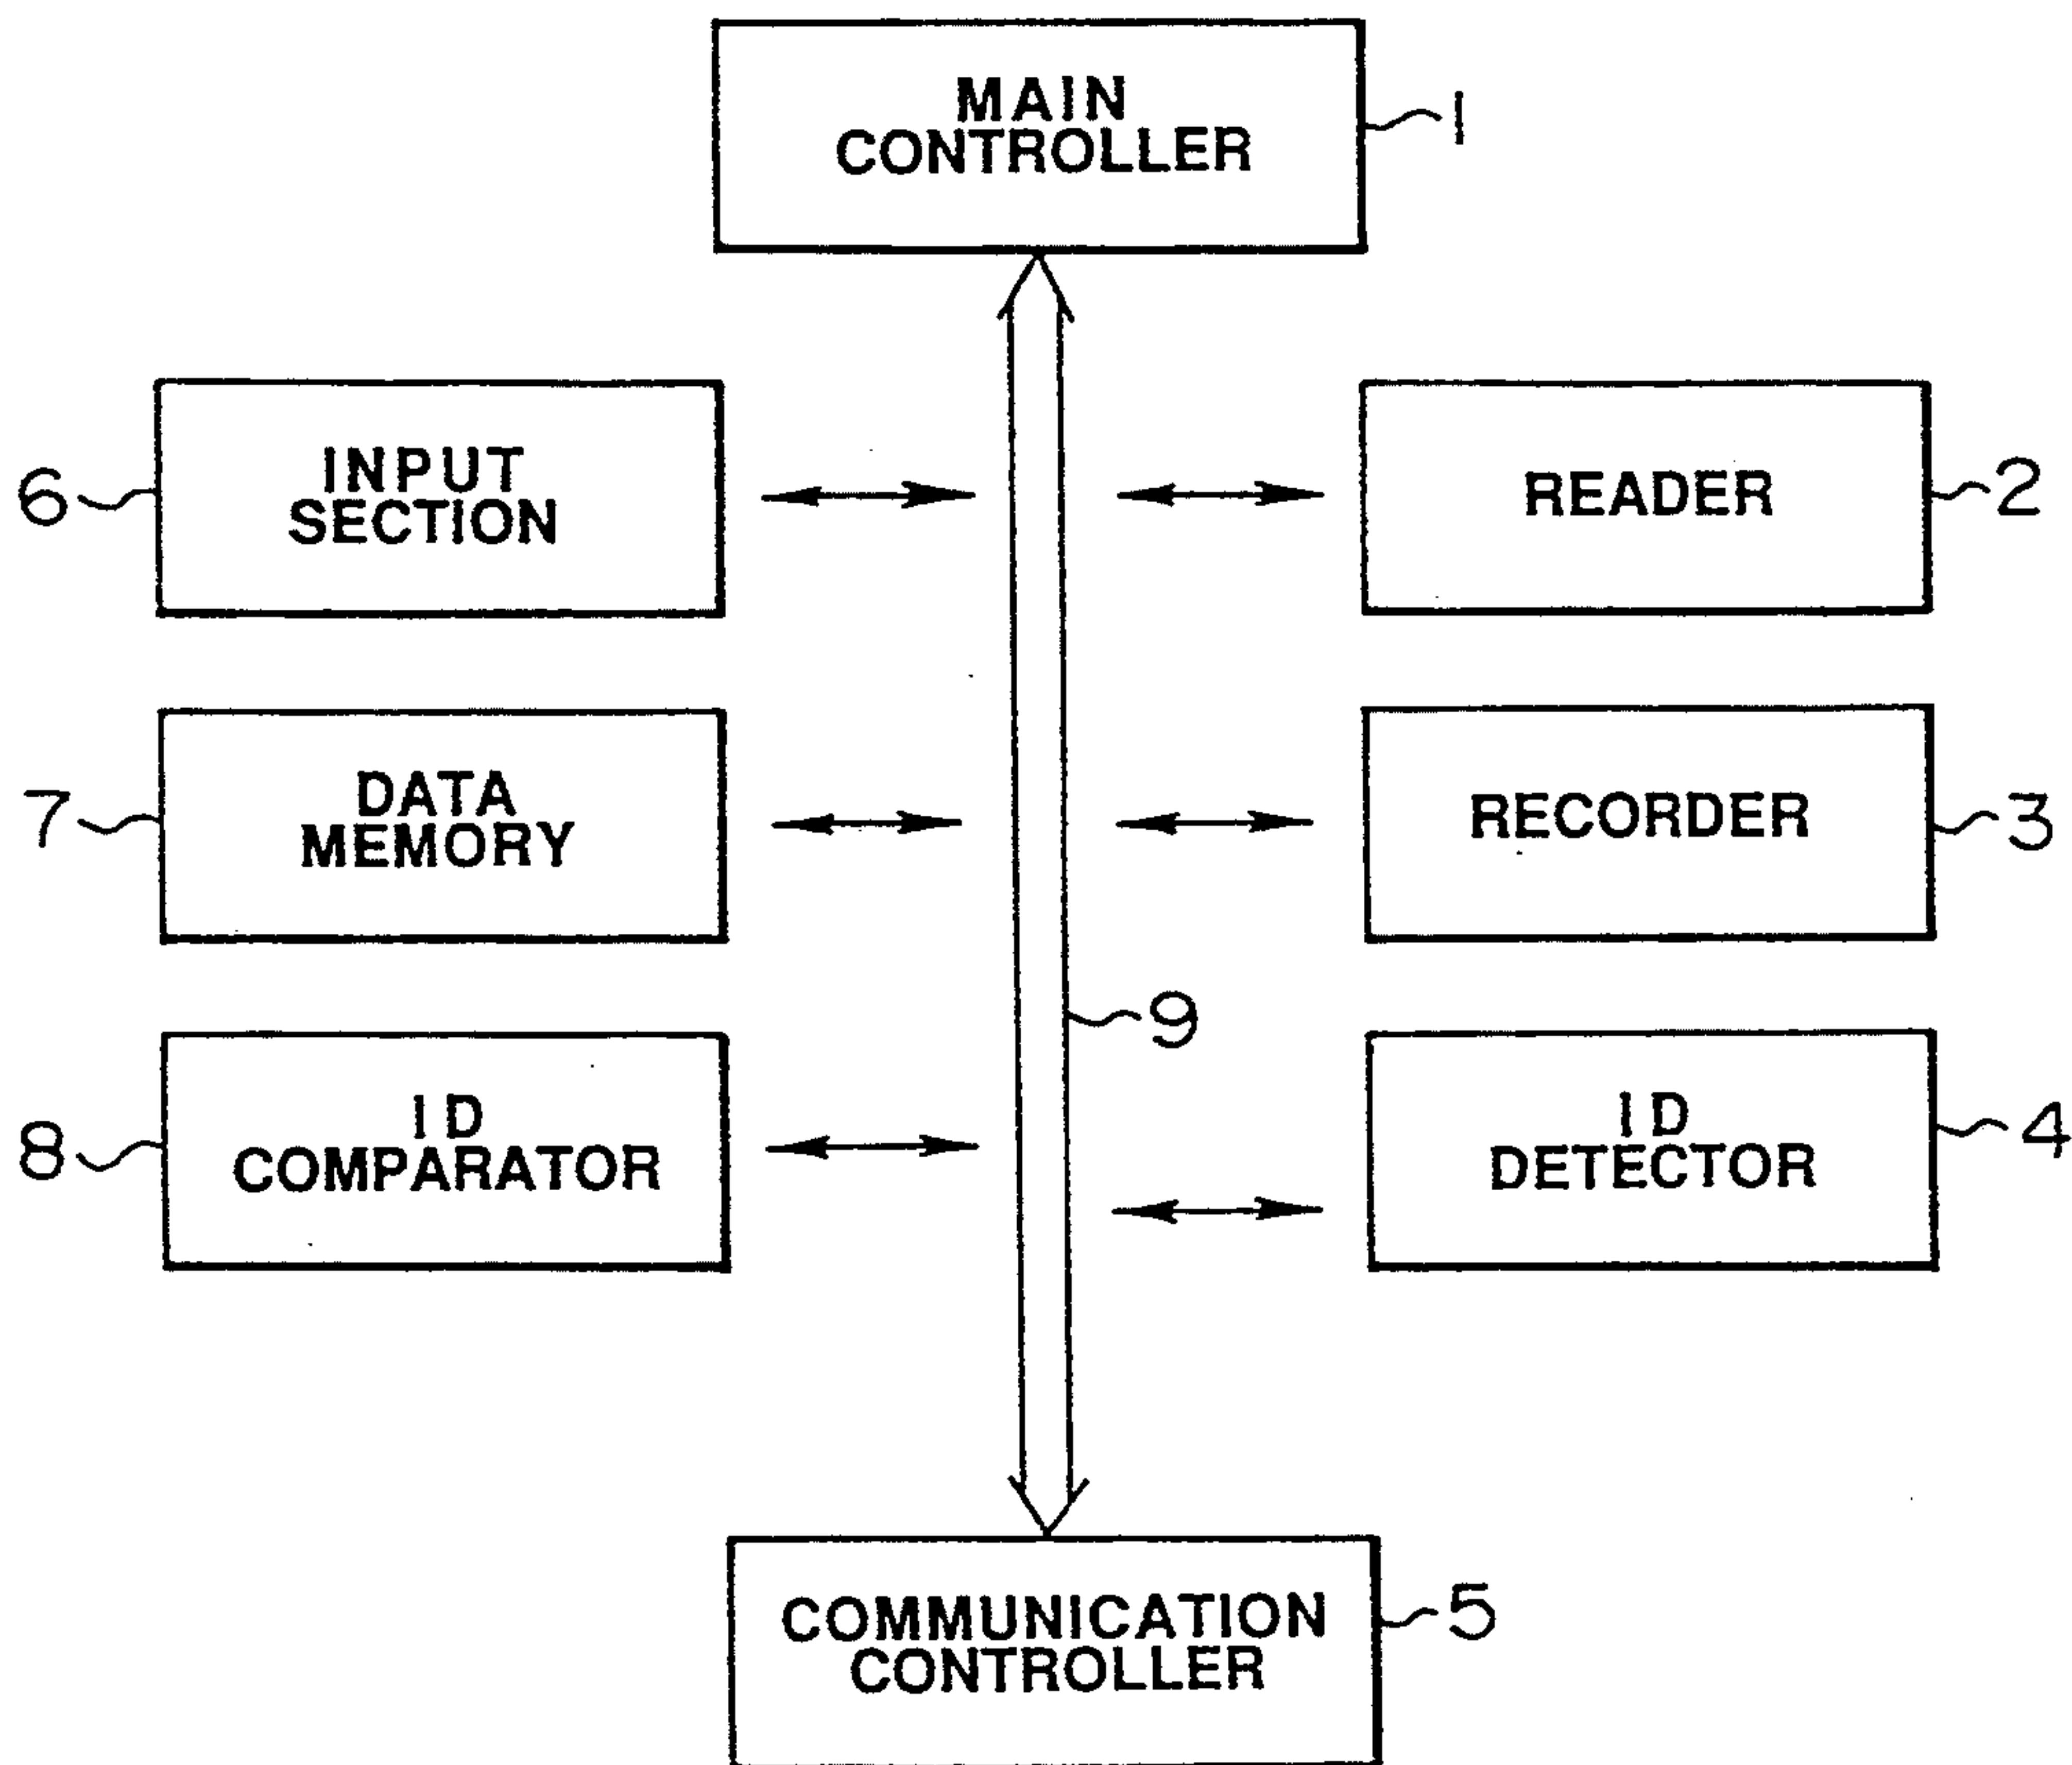 MAIN
CONTROLLER
1
INPUT
SECTION
6
READER
2
DATA
MEMORY
7
RECORDER
3
9
ID
COMPARATOR
8
ID
DETECTOR
4
COMMUNICATION
CONTROLLER
5